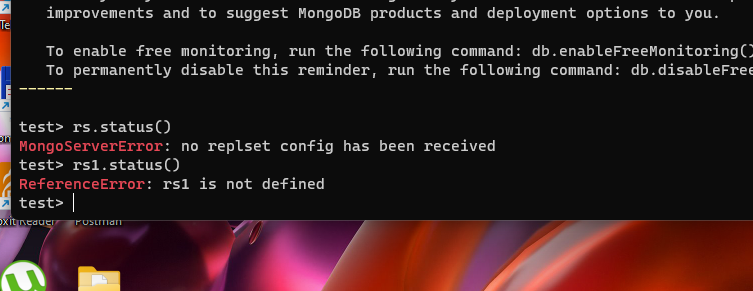 improvements and to suggest MongoDB products and deployment options to you.
To enable free monitoring, run the following command: db.enableFreeMonitoring()
To permanently disable this reminder, run the following command: db.disableFree
------
test> rs.status()
MongoServerError: no replset config has been received
test> rs1.status()
ReferenceError: rs1 is not defined
test>
oxit Reader Postman